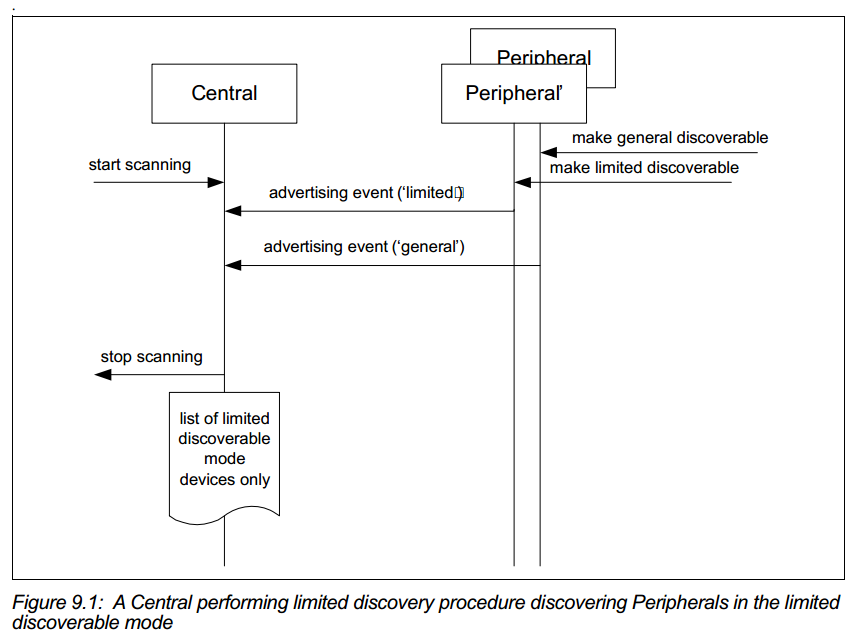 .
Peripheral
Central
Peripheral’
make general discoverable
start scanning
make limited discoverable
advertising event (‘limited )
advertising event (‘general’)
stop scanning
list of limited
discoverable
mode
devices only
Figure 9.1: A Central performing limited discovery procedure discovering Peripherals in the limited
discoverable mode